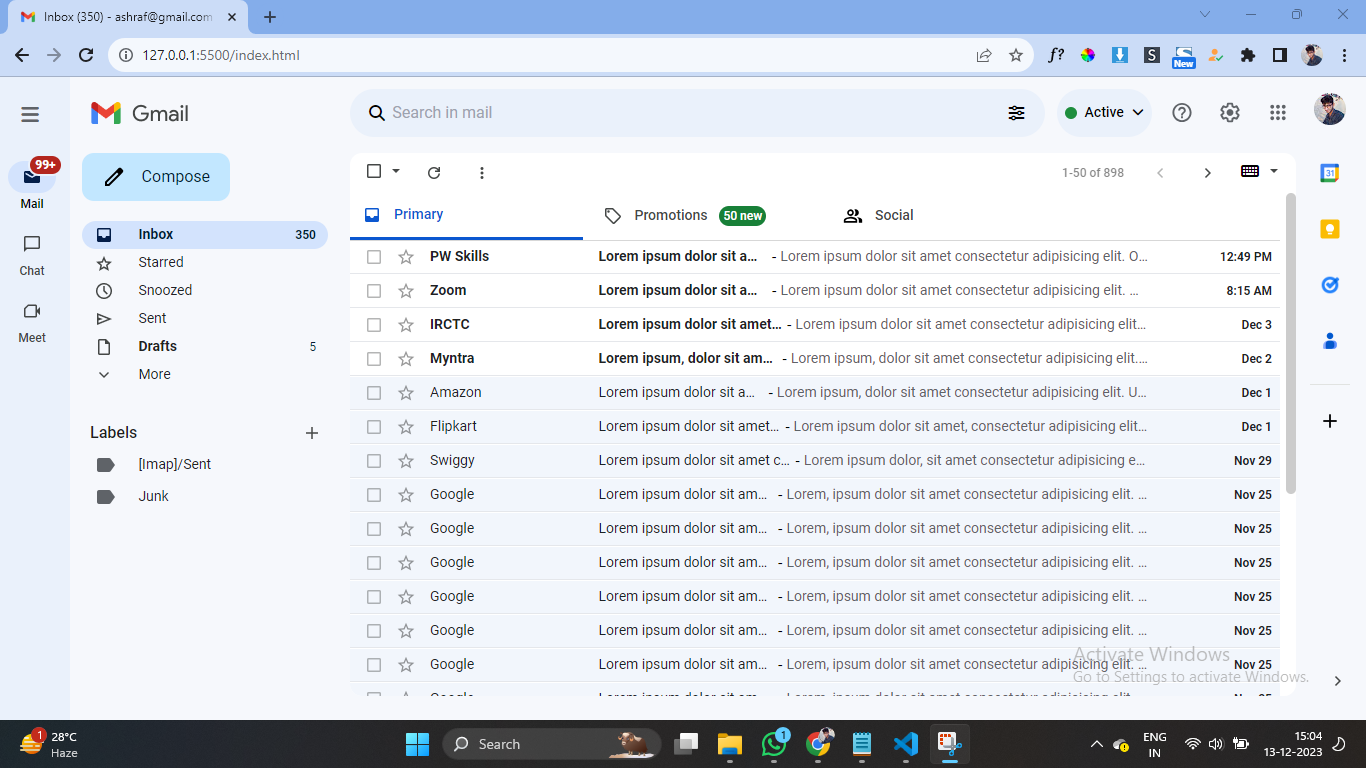 Inbox (350) - ashraf@gmail.com
127.0.0.1:5500/index.html
f?
S
New
Gmail
Search in mail
Active
99+
Mail
Chat
Meet
Compose
Inbox 350
Starred
Snoozed
Sent
Drafts 5
More
Labels
[Imap]/Sent
Junk
1-50 of 898
31
Primary
Promotions 50 new
Social
PW Skills Lorem ipsum dolor sit a... - Lorem ipsum dolor sit amet consectetur adipisicing elit. O... 12:49 PM
Zoom Lorem ipsum dolor sit a... - Lorem ipsum dolor sit amet consectetur adipisicing elit. ... 8:15 AM
IRCTC Lorem ipsum dolor sit amet... - Lorem ipsum dolor sit amet consectetur adipisicing elit... Dec 3
Myntra Lorem ipsum, dolor sit am... - Lorem ipsum, dolor sit amet consectetur adipisicing elit.... Dec 2
Amazon Lorem ipsum dolor sit a... - Lorem ipsum, dolor sit amet consectetur adipisicing elit. U... Dec 1
Flipkart Lorem ipsum dolor sit amet... - Lorem ipsum dolor sit amet, consectetur adipisicing elit... Dec 1
Swiggy Lorem ipsum dolor sit amet c... - Lorem ipsum dolor, sit amet consectetur adipisicing e... Nov 29
Google Lorem ipsum dolor sit am... - Lorem, ipsum dolor sit amet consectetur adipisicing elit. ... Nov 25
Google Lorem ipsum dolor sit am... - Lorem, ipsum dolor sit amet consectetur adipisicing elit. ... Nov 25
Google Lorem ipsum dolor sit am... - Lorem, ipsum dolor sit amet consectetur adipisicing elit. ... Nov 25
Google Lorem ipsum dolor sit am... - Lorem, ipsum dolor sit amet consectetur adipisicing elit. ... Nov 25
Google Lorem ipsum dolor sit am... - Lorem, ipsum dolor sit amet consectetur adipisicing elit. ... Nov 25
Google Lorem ipsum dolor sit am... - Lorem, ipsum dolor sit amet consectetur adipisicing elit. ... Nov 25
Activate Windows
Go to Settings to activate Windows.
1
28°C
Haze
Search
1
ENG
IN
15:04
13-12-2023